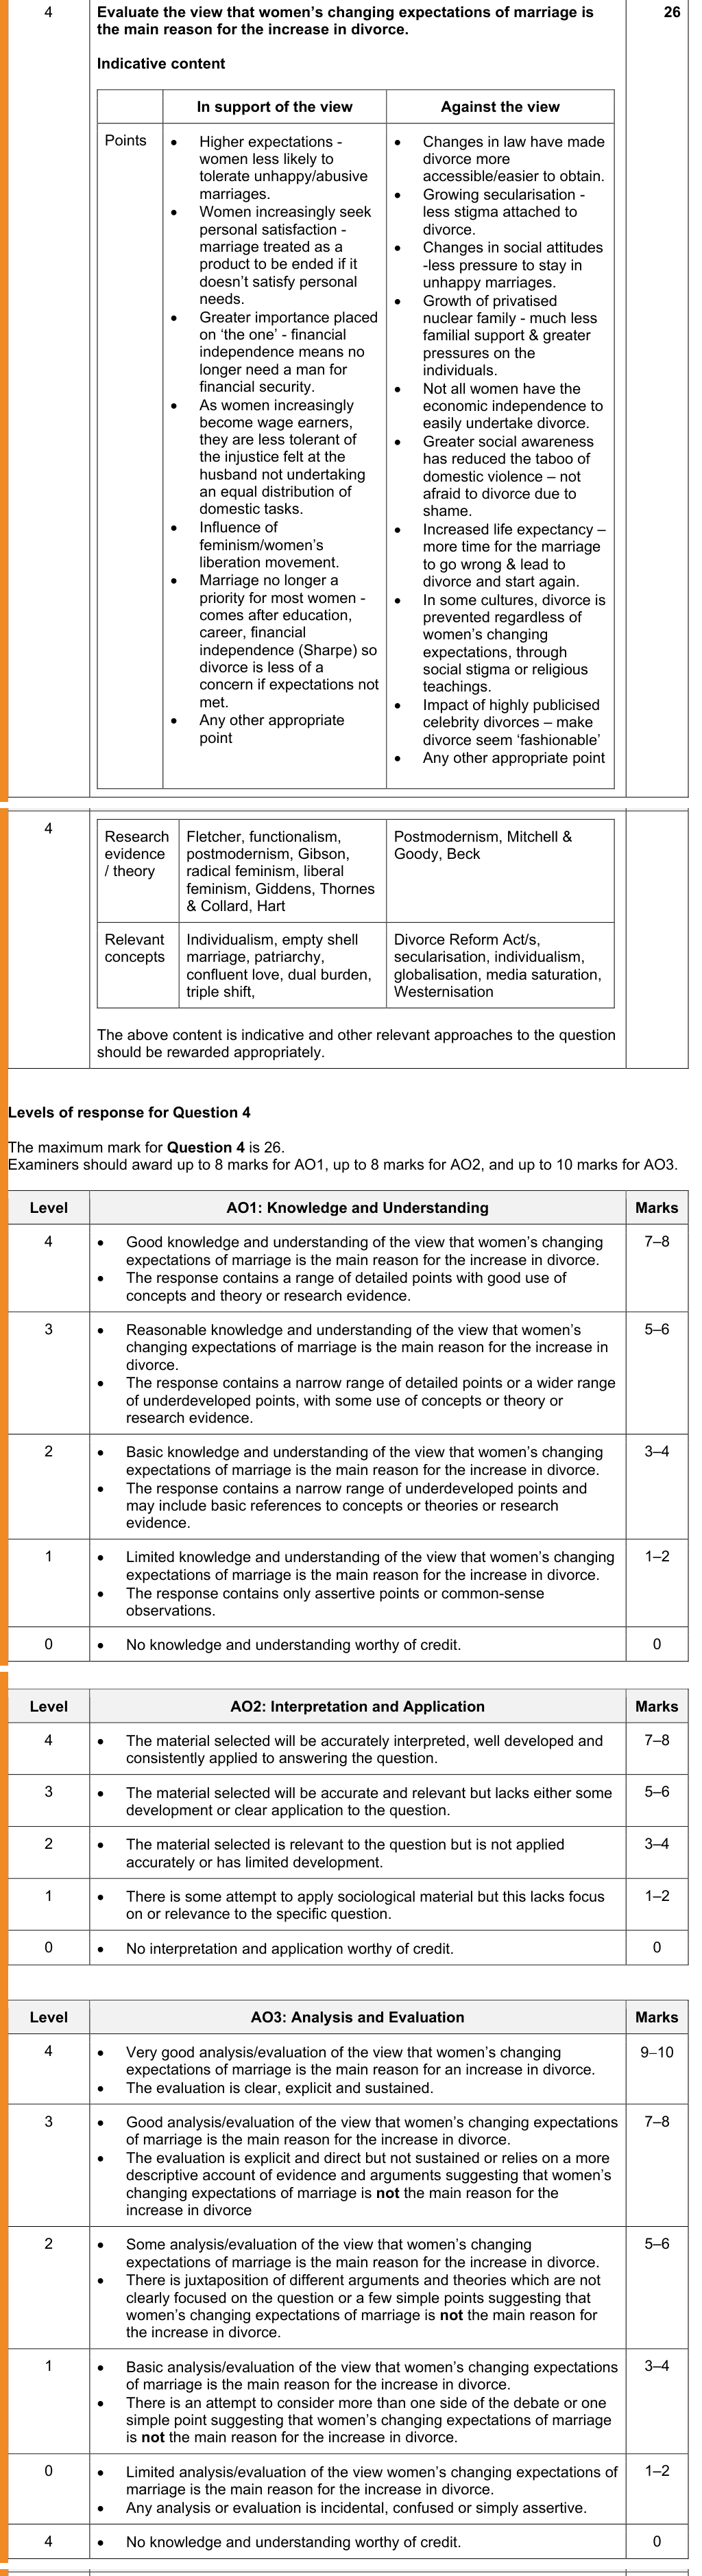 4
Evaluate the view that women’s changing expectations of marriage is
the main reason for the increase in divorce.
26
Indicative content
In support of the view
Against the view
Points
• Higher expectations -
women less likely to
tolerate unhappy/abusive
marriages.
• Women increasingly seek
personal satisfaction -
marriage treated as a
product to be ended if it
doesn’t satisfy personal
needs.
• Greater importance placed
on ‘the one’ - financial
independence means no
longer need a man for
financial security.
• As women increasingly
become wage earners,
they are less tolerant of
the injustice felt at the
husband not undertaking
an equal distribution of
domestic tasks.
• Influence of
feminism/women’s
liberation movement.
• Marriage no longer a
priority for most women -
comes after education,
career, financial
independence (Sharpe) so
divorce is less of a
concern if expectations not
met.
• Any other appropriate
point
• Changes in law have made
divorce more
accessible/easier to obtain.
• Growing secularisation -
less stigma attached to
divorce.
• Changes in social attitudes
-less pressure to stay in
unhappy marriages.
• Growth of privatised
nuclear family - much less
familial support & greater
pressures on the
individuals.
• Not all women have the
economic independence to
easily undertake divorce.
• Greater social awareness
has reduced the taboo of
domestic violence – not
afraid to divorce due to
shame.
• Increased life expectancy –
more time for the marriage
to go wrong & lead to
divorce and start again.
• In some cultures, divorce is
prevented regardless of
women’s changing
expectations, through
social stigma or religious
teachings.
• Impact of highly publicised
celebrity divorces – make
divorce seem ‘fashionable’
• Any other appropriate point
4
Research
evidence
/ theory
Fletcher, functionalism,
postmodernism, Gibson,
radical feminism, liberal
feminism, Giddens, Thornes
& Collard, Hart
Postmodernism, Mitchell &
Goody, Beck
Relevant
concepts
Individualism, empty shell
marriage, patriarchy,
confluent love, dual burden,
triple shift,
Divorce Reform Act/s,
secularisation, individualism,
globalisation, media saturation,
Westernisation
The above content is indicative and other relevant approaches to the question
should be rewarded appropriately.
Levels of response for Question 4
The maximum mark for Question 4 is 26.
Examiners should award up to 8 marks for AO1, up to 8 marks for AO2, and up to 10 marks for AO3.
Level
AO1: Knowledge and Understanding
Marks
4
• Good knowledge and understanding of the view that women’s changing
expectations of marriage is the main reason for the increase in divorce.
• The response contains a range of detailed points with good use of
concepts and theory or research evidence.
7–8
3
• Reasonable knowledge and understanding of the view that women’s
changing expectations of marriage is the main reason for the increase in
divorce.
• The response contains a narrow range of detailed points or a wider range
of underdeveloped points, with some use of concepts or theory or
research evidence.
5–6
2
• Basic knowledge and understanding of the view that women’s changing
expectations of marriage is the main reason for the increase in divorce.
• The response contains a narrow range of underdeveloped points and
may include basic references to concepts or theories or research
evidence.
3–4
1
• Limited knowledge and understanding of the view that women’s changing
expectations of marriage is the main reason for the increase in divorce.
• The response contains only assertive points or common-sense
observations.
1–2
0
• No knowledge and understanding worthy of credit.
0
Level
AO2: Interpretation and Application
Marks
4
• The material selected will be accurately interpreted, well developed and
consistently applied to answering the question.
7–8
3
• The material selected will be accurate and relevant but lacks either some
development or clear application to the question.
5–6
2
• The material selected is relevant to the question but is not applied
accurately or has limited development.
3–4
1
• There is some attempt to apply sociological material but this lacks focus
on or relevance to the specific question.
1–2
0
• No interpretation and application worthy of credit.
0
Level
AO3: Analysis and Evaluation
Marks
4
• Very good analysis/evaluation of the view that women’s changing
expectations of marriage is the main reason for an increase in divorce.
• The evaluation is clear, explicit and sustained.
9–10
3
• Good analysis/evaluation of the view that women’s changing expectations
of marriage is the main reason for the increase in divorce.
• The evaluation is explicit and direct but not sustained or relies on a more
descriptive account of evidence and arguments suggesting that women’s
changing expectations of marriage is not the main reason for the
increase in divorce
7–8
2
• Some analysis/evaluation of the view that women’s changing
expectations of marriage is the main reason for the increase in divorce.
• There is juxtaposition of different arguments and theories which are not
clearly focused on the question or a few simple points suggesting that
women’s changing expectations of marriage is not the main reason for
the increase in divorce.
5–6
1
• Basic analysis/evaluation of the view that women’s changing expectations
of marriage is the main reason for the increase in divorce.
• There is an attempt to consider more than one side of the debate or one
simple point suggesting that women’s changing expectations of marriage
is not the main reason for the increase in divorce.
3–4
0
• Limited analysis/evaluation of the view women’s changing expectations of
marriage is the main reason for the increase in divorce.
• Any analysis or evaluation is incidental, confused or simply assertive.
1–2
4
• No knowledge and understanding worthy of credit.
0